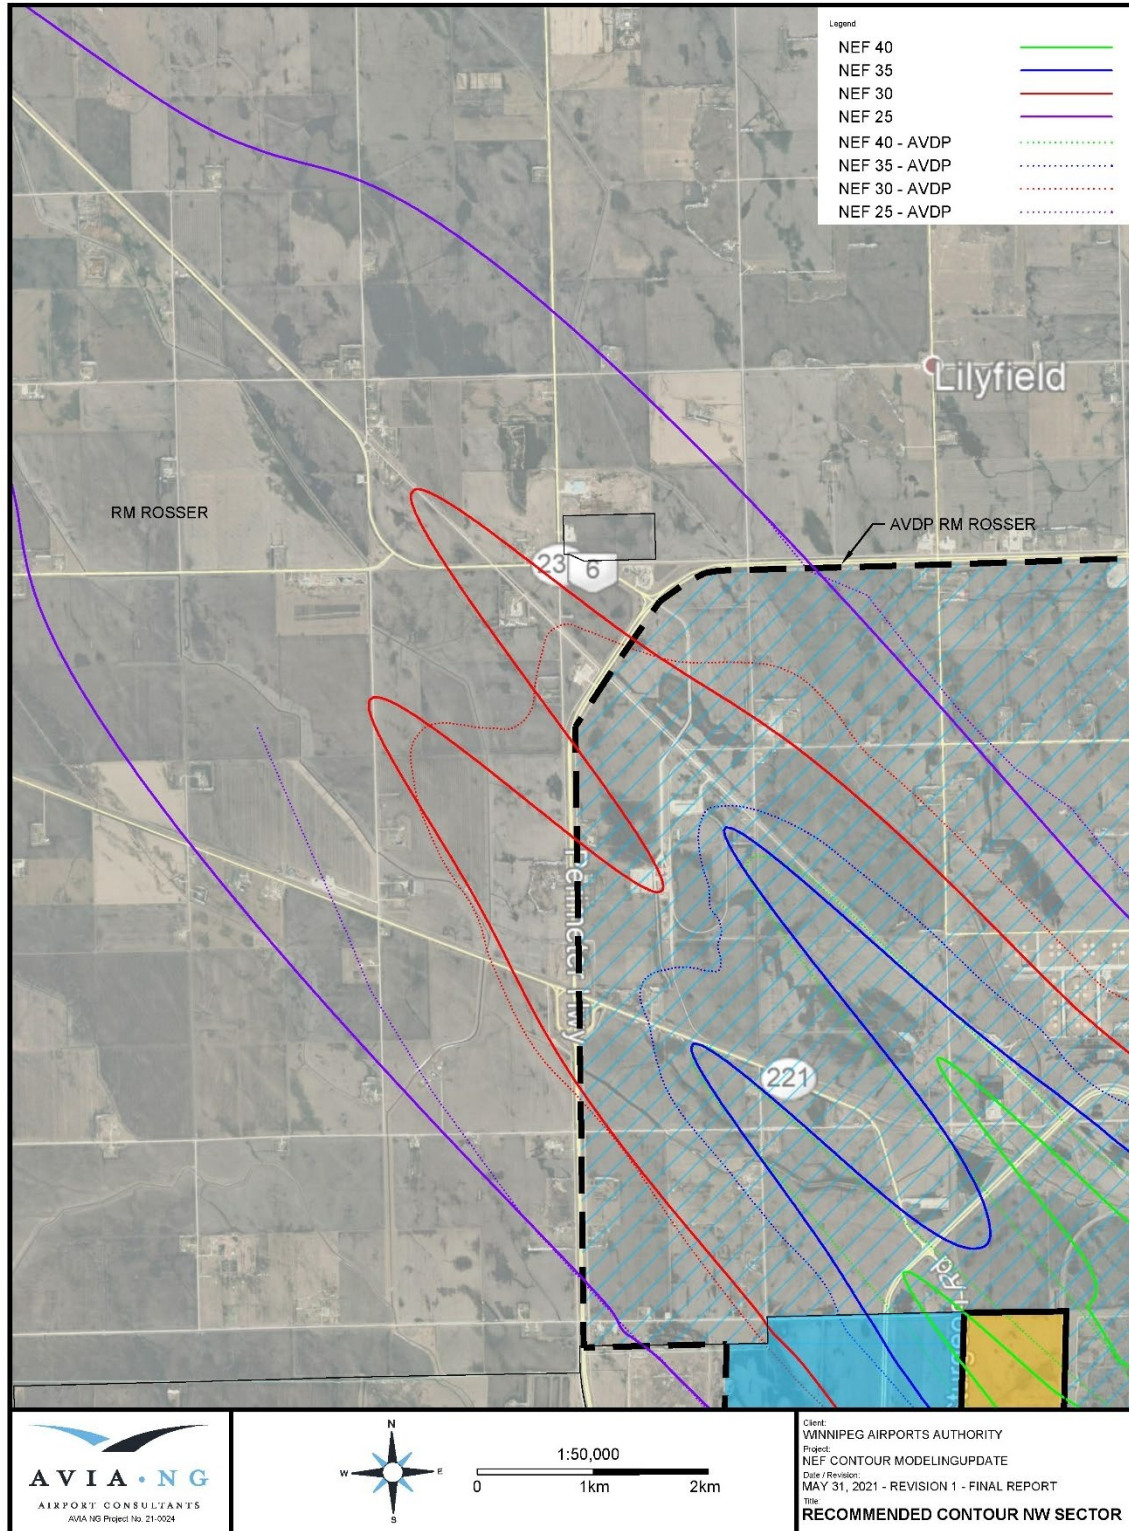 Legend
NEF 40
NEF 35
NEF 30
NEF 25
NEF 40 - AVDP
NEF 35 - AVDP
NEF 30 - AVDP
NEF 25 - AVDP
Lilyfield
RM ROSSER
AVDP RM ROSSER
23
6
Hwy
221
Rd
AVIA • NG
AIRPORT CONSULTANTS
AVIA NG Project No. 21-0024
N
W
E
S
1:50,000
0
1km
2km
Client:
WINNIPEG AIRPORTS AUTHORITY
Project:
NEF CONTOUR MODELINGUPDATE
Date / Revision:
MAY 31, 2021 - REVISION 1 - FINAL REPORT
Title:
RECOMMENDED CONTOUR NW SECTOR